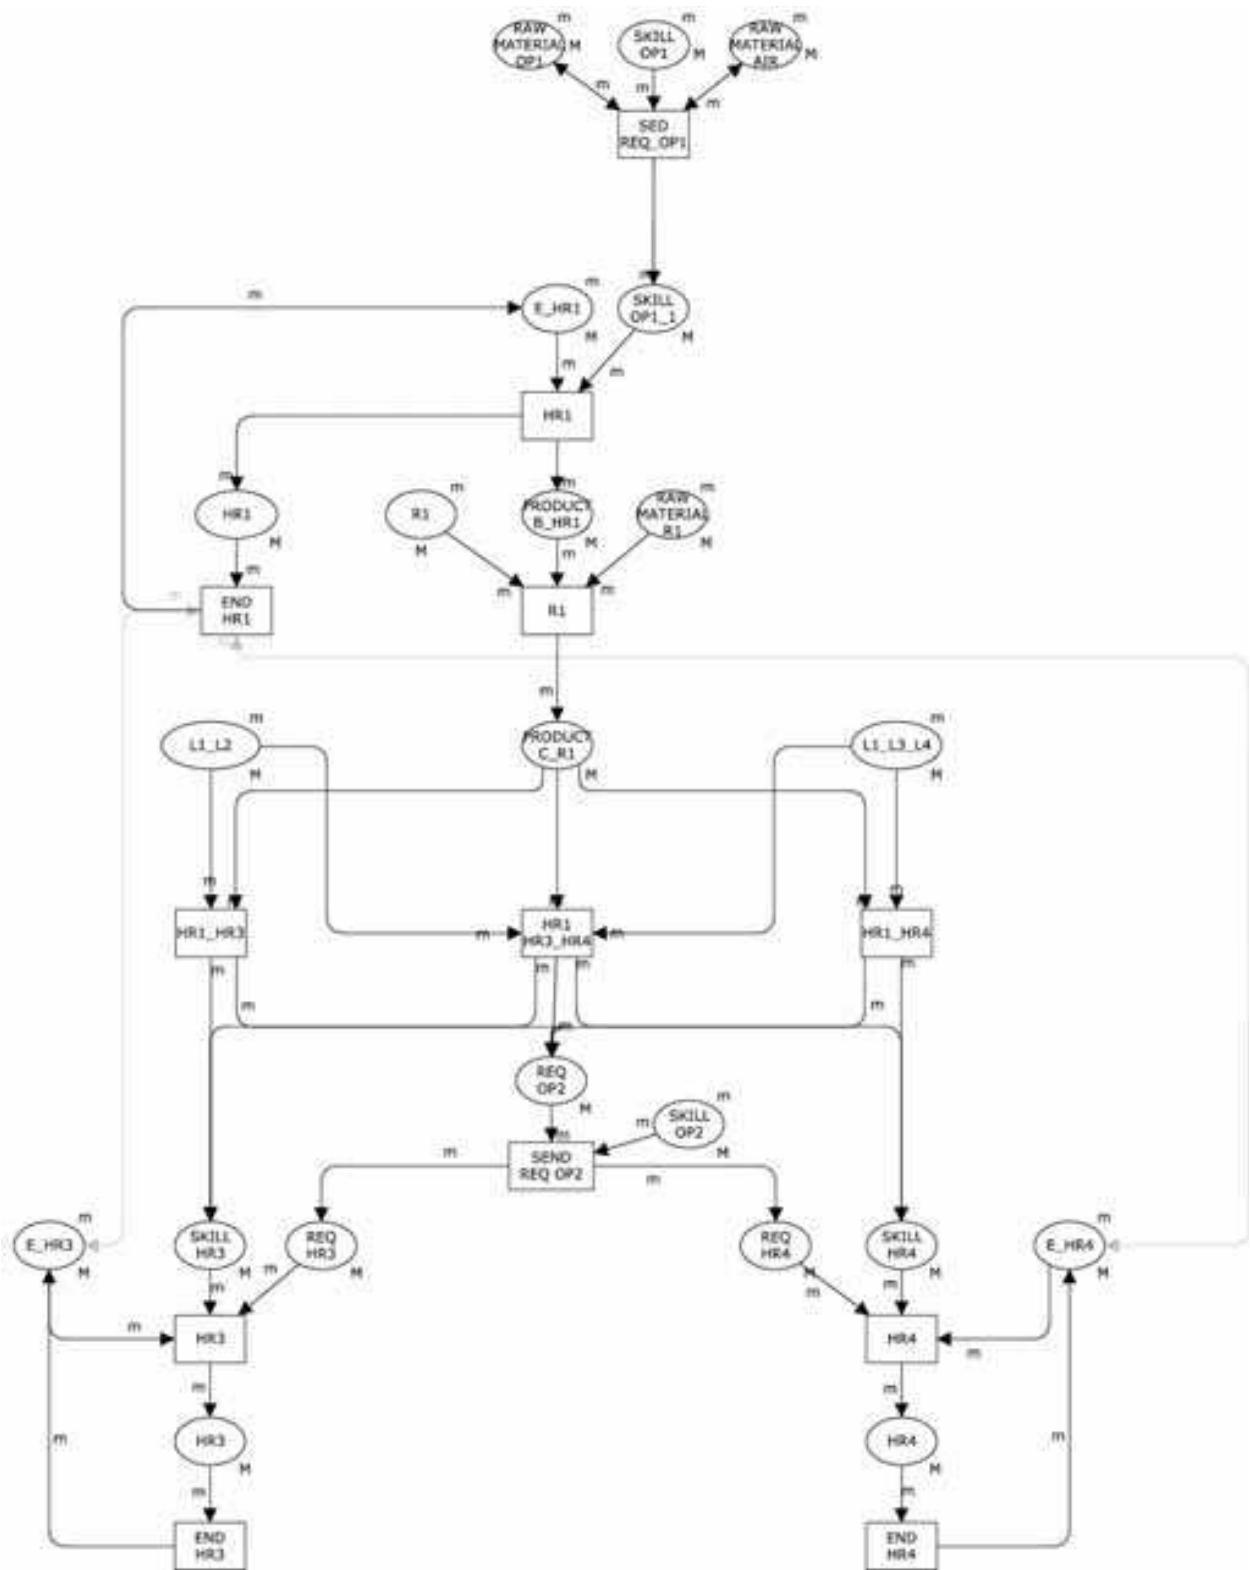 m m m
RAW
MATERIAL
OP1
M
SKILL
OP1
M
RAW
MATERIAL
AIR
M
m m m
SED
REQ_OP1
m
m m
E_HR1
M
SKILL
OP1_1
M
m m
HR1
m m
HR1
M
m
R1
M
PRODUCT
B_HR1
M
m
RAW
MATERIAL
R1
M
m m
m m
END
HR1
R1
m
m
L1_L2
M
PRODUCT
C_R1
M
m
L1_L3_L4
M
m m
HR1_HR3
m
HR1
HR3_HR4
m
HR1_HR4
m m m m
m m
m
REQ
OP2
M
m
m
SKILL
OP2
M
m
SEND
REQ OP2
m m
m
E_HR3
M
SKILL
HR3
M
REQ
HR3
M
REQ
HR4
M
SKILL
HR4
M
m
E_HR4
M
m m m m
m
HR3
HR4
m
m m
HR3
M
HR4
M
m m
m m
END
HR3
END
HR4